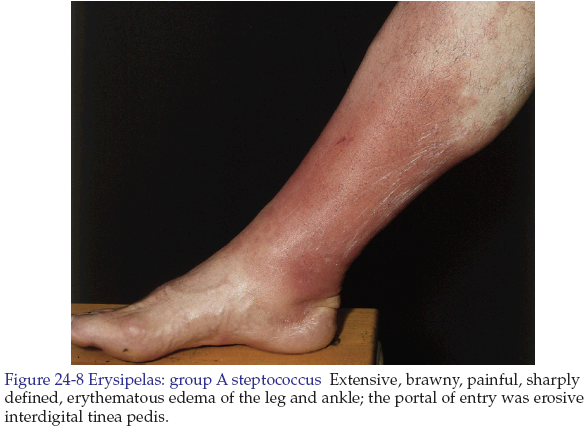 Figure 24-8 Erysipelas: group A steptococcus Extensive, brawny, painful, sharply
defined, erythematous edema of the leg and ankle; the portal of entry was erosive
interdigital tinea pedis.